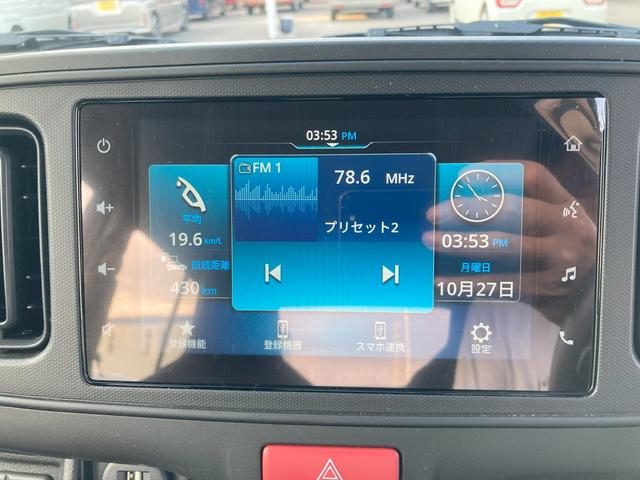 03:53 PM
FM 1
78.6 MHz
プリセット2
平均
19.6 km/L
航続距離
430 km
03:53 PM
月曜日
10月27日
登録機能
登録機器
スマホ連携
設定